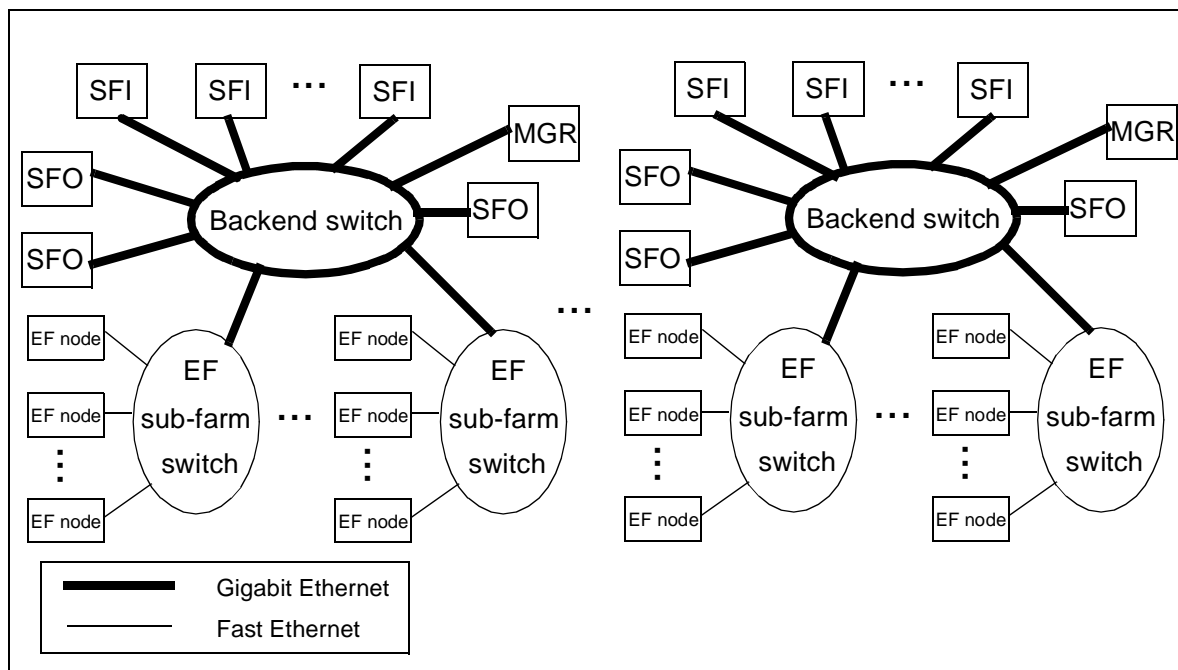 SFI
SFI
...
SFI
MGR
SFO
SFO
SFO
Backend switch
EF node
EF node
...
EF node
EF
sub-farm
switch
...
EF node
EF node
...
EF node
EF
sub-farm
switch
...
SFI
SFI
...
SFI
MGR
SFO
SFO
SFO
Backend switch
EF node
EF node
...
EF node
EF
sub-farm
switch
...
EF node
EF node
...
EF node
EF
sub-farm
switch
Gigabit Ethernet
Fast Ethernet